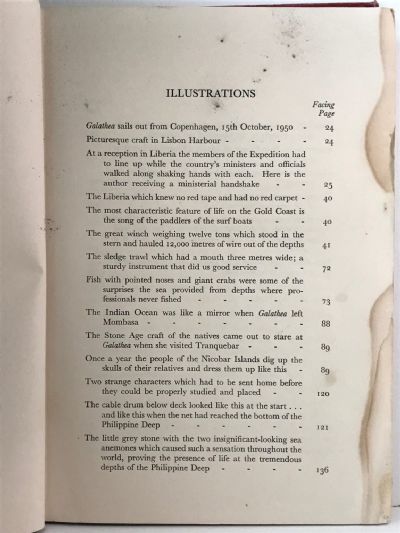 ILLUSTRATIONS
Facing
Page
Galathea sails out from Copenhagen, 15th October, 1950 - 24
Picturesque craft in Lisbon Harbour - - - - 24
At a reception in Liberia the members of the Expedition had
to line up while the country's ministers and officials
walked along shaking hands with each. Here is the
author receiving a ministerial handshake - - 25
The Liberia which knew no red tape and had no red carpet - 40
The most characteristic feature of life on the Gold Coast is
the song of the paddlers of the surf boats - - 40
The great winch weighing twelve tons which stood in the
stern and hauled 12,000 metres of wire out of the depths 41
The sledge trawl which had a mouth three metres wide; a
sturdy instrument that did us good service - - 72
Fish with pointed noses and giant crabs were some of the
surprises the sea provided from depths where pro-
fessionals never fished - - - - - 73
The Indian Ocean was like a mirror when Galathea left
Mombasa - - - - - - - 88
The Stone Age craft of the natives came out to stare at
Galathea when she visited Tranquebar - - - 89
Once a year the people of the Nicobar Islands dig up the
skulls of their relatives and dress them up like this - 89
Two strange characters which had to be sent home before
they could be properly studied and placed - - 120
The cable drum below deck looked like this at the start . . .
and like this when the net had reached the bottom of the
Philippine Deep - - - - - - 121
The little grey stone with the two insignificant-looking sea
anemones which caused such a sensation throughout the
world, proving the presence of life at the tremendous
depths of the Philippine Deep - - - - 136